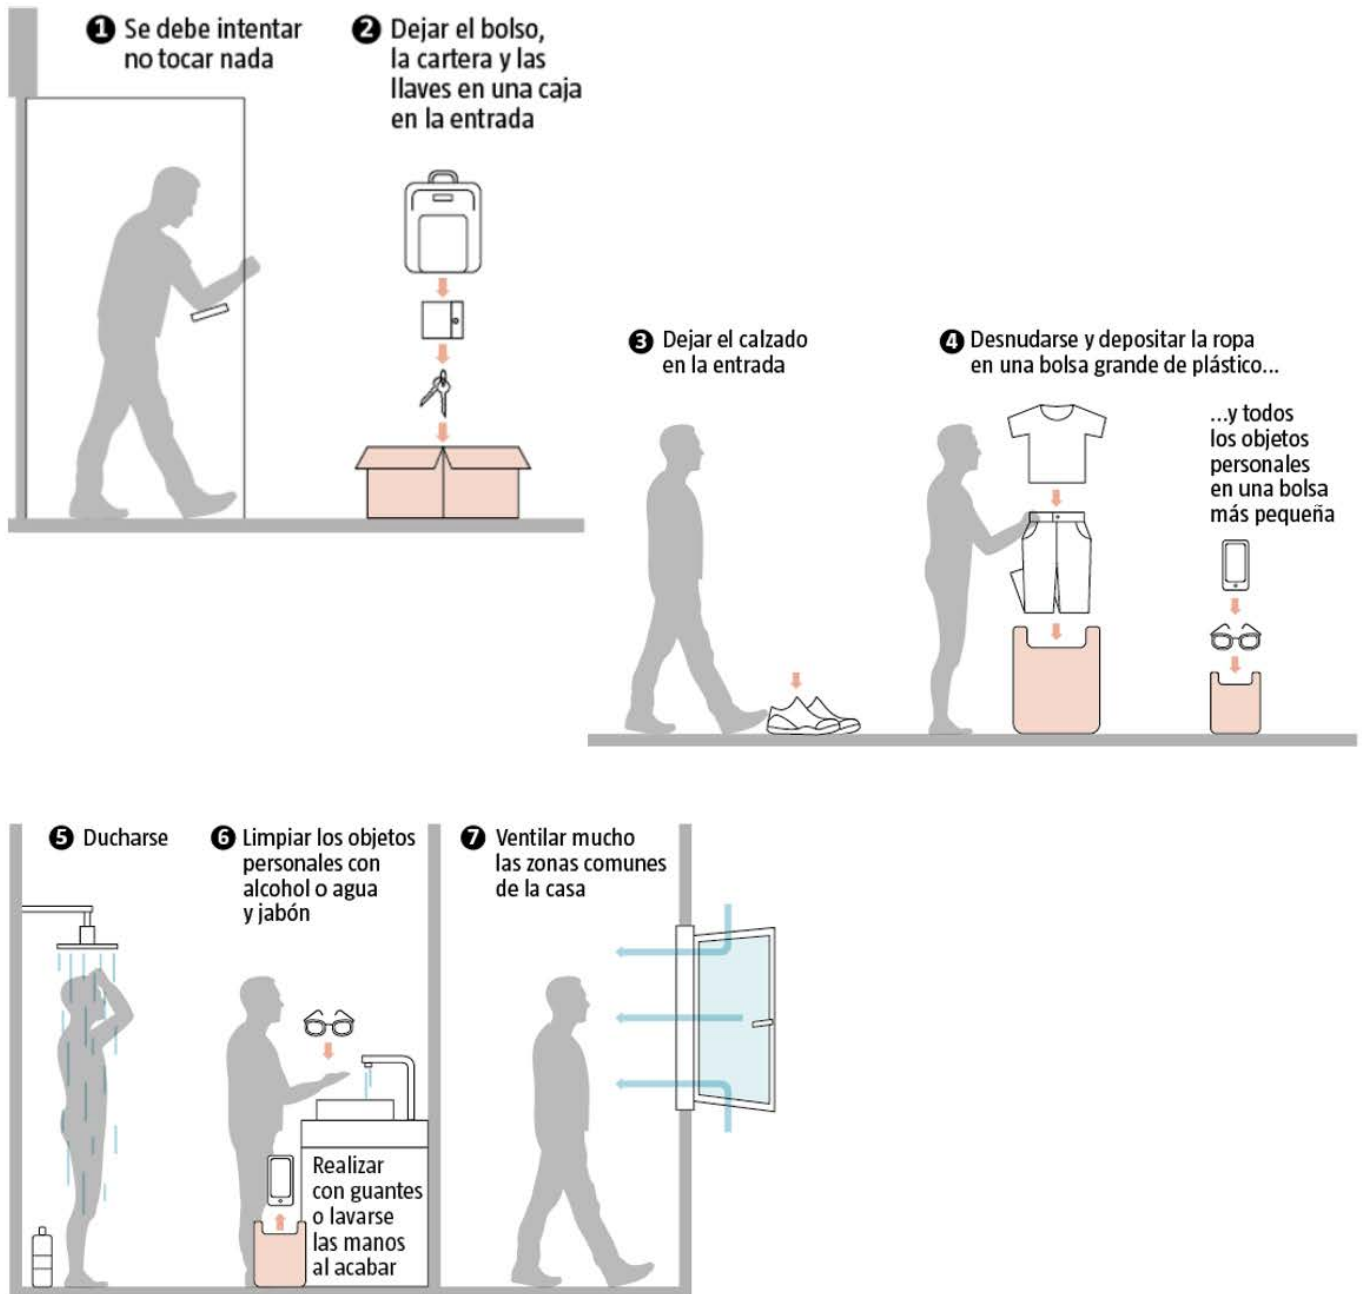 1 Se debe intentar
no tocar nada
2 Dejar el bolso,
la cartera y las
llaves en una caja
en la entrada
3 Dejar el calzado
en la entrada
4 Desnudarse y depositar la ropa
en una bolsa grande de plástico...
...y todos
los objetos
personales
en una bolsa
más pequeña
5 Ducharse
6 Limpiar los objetos
personales con
alcohol o agua
y jabón
Realizar
con guantes
o lavarse
las manos
al acabar
7 Ventilar mucho
las zonas comunes
de la casa